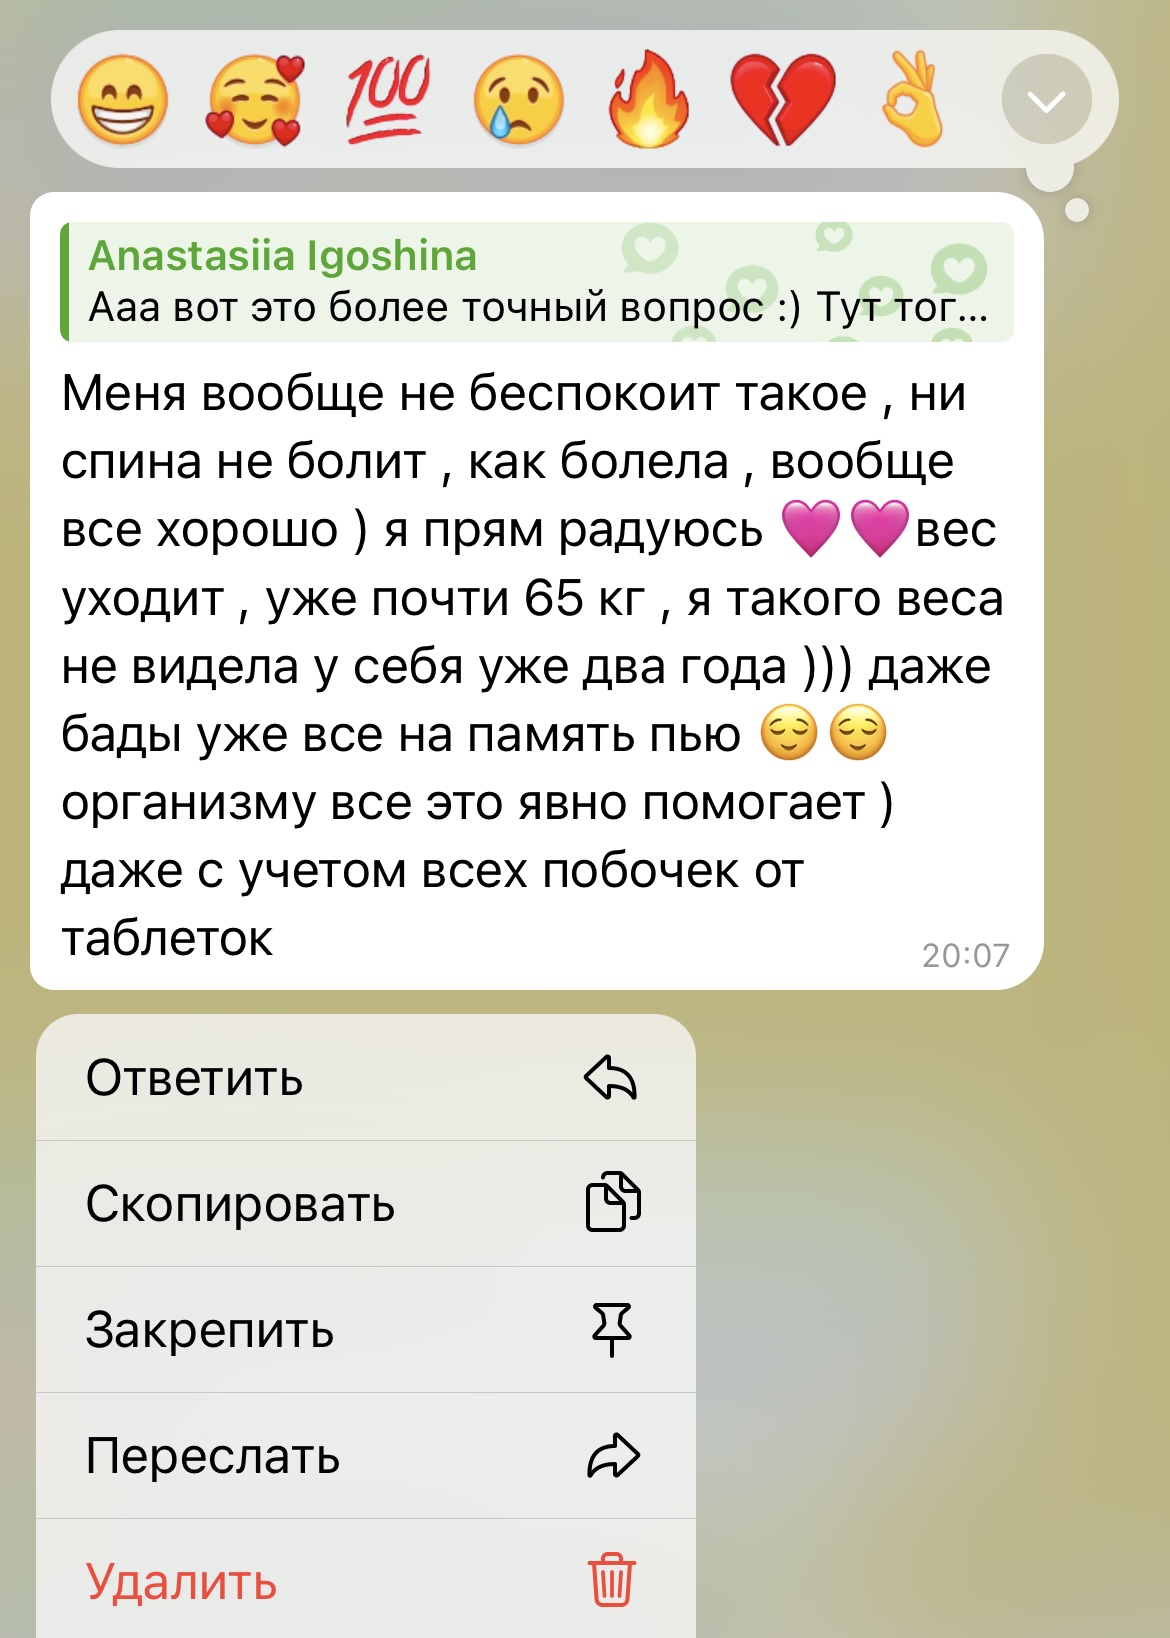 Anastasiia Igoshina
Ааа вот это более точный вопрос :) Тут тог...
Меня вообще не беспокоит такое , ни
спина не болит , как болела , вообще
все хорошо ) я прям радуюсь 💗💗вес
уходит , уже почти 65 кг , я такого веса
не видела у себя уже два года ))) даже
бады уже все на память пью 😌😌
организму все это явно помогает )
даже с учетом всех побочек от
таблеток
20:07
Ответить
Скопировать
Закрепить
Переслать
Удалить